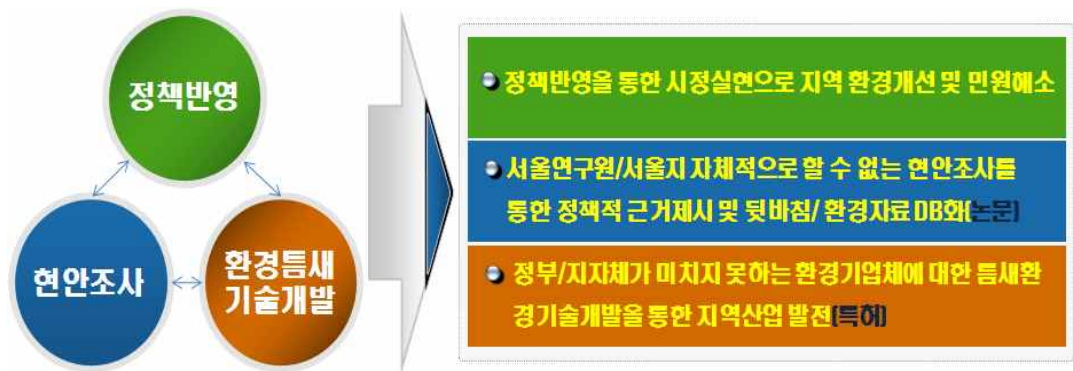 정책반영
현안조사
환경틈새
기술개발
정책반영을 통한 시정실현으로 지역 환경개선 및 민원해소
서울연구원/서울지 자체적으로 할 수 없는 현안조사를
통한 정책적 근거제시 및 뒷바침/ 환경자료 DB화(논문)
정부/지자체가 미치지 못하는 환경기업체에 대한 틈새환
경기술개발을 통한 지역산업 발전(특허)